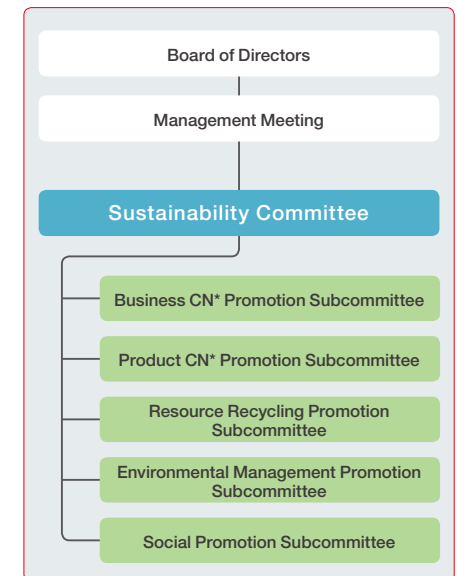 Board of Directors
Management Meeting
Sustainability Committee
Business CN* Promotion Subcommittee
Product CN* Promotion Subcommittee
Resource Recycling Promotion
Subcommittee
Environmental Management Promotion
Subcommittee
Social Promotion Subcommittee